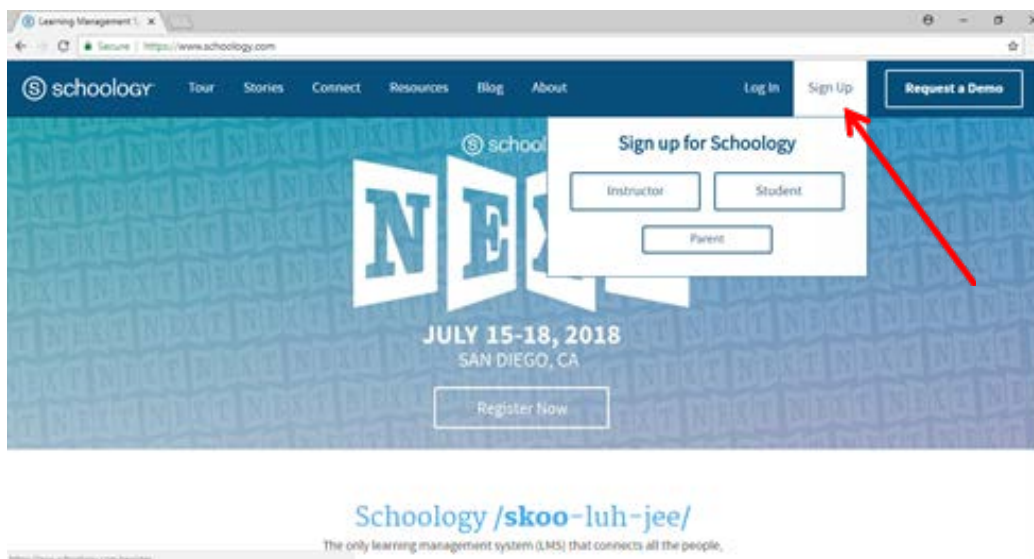 Learning Management S
Secure | https://www.schoology.com
S schoology Tour Stories Connect Resources Blog About Log In Sign Up Request a Demo
S school
Sign up for Schoology
Instructor Student
Parent
NEXT
JULY 15-18, 2018
SAN DIEGO, CA
Register Now
Schoology /skoo-luh-jee/
The only learning management system (LMS) that connects all the people,